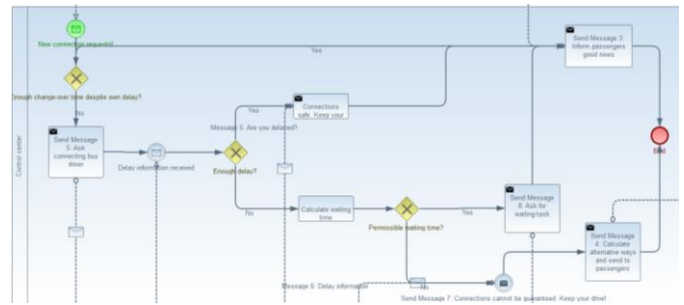 New connection requested
Yes
Send Message 3:
Inform passengers
good news
Enough change-over time despite own delay?
No
Yes
Connections
safe. Keep your
Message 5: Are you delayed?
Send Message
5: Ask
connecting bus
driver
Delay information received
Enough delay?
End
Control center
No
Calculate waiting
time
Permissible waiting time?
Yes
Send Message
8: Ask for
waiting-task
Send Message
4: Calculate
alternative ways
and send to
passengers
Message 6: Delay information
No
Send Message 7: Connections cannot be guaranteed. Keep your drive!